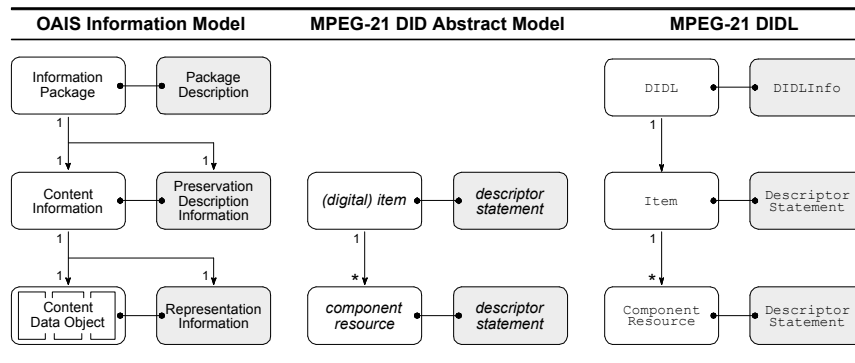 OAIS Information Model
MPEG-21 DID Abstract Model
MPEG-21 DIDL
Information
Package
Package
Description
DIDL
DIDLInfo
1
1
1
1
Content
Information
Preservation
Description
Information
(digital) item
descriptor
statement
Item
Descriptor
Statement
1
1
1
1
1
*
*
Content
Data Object
Representation
Information
component
resource
descriptor
statement
Component
Resource
Descriptor
Statement